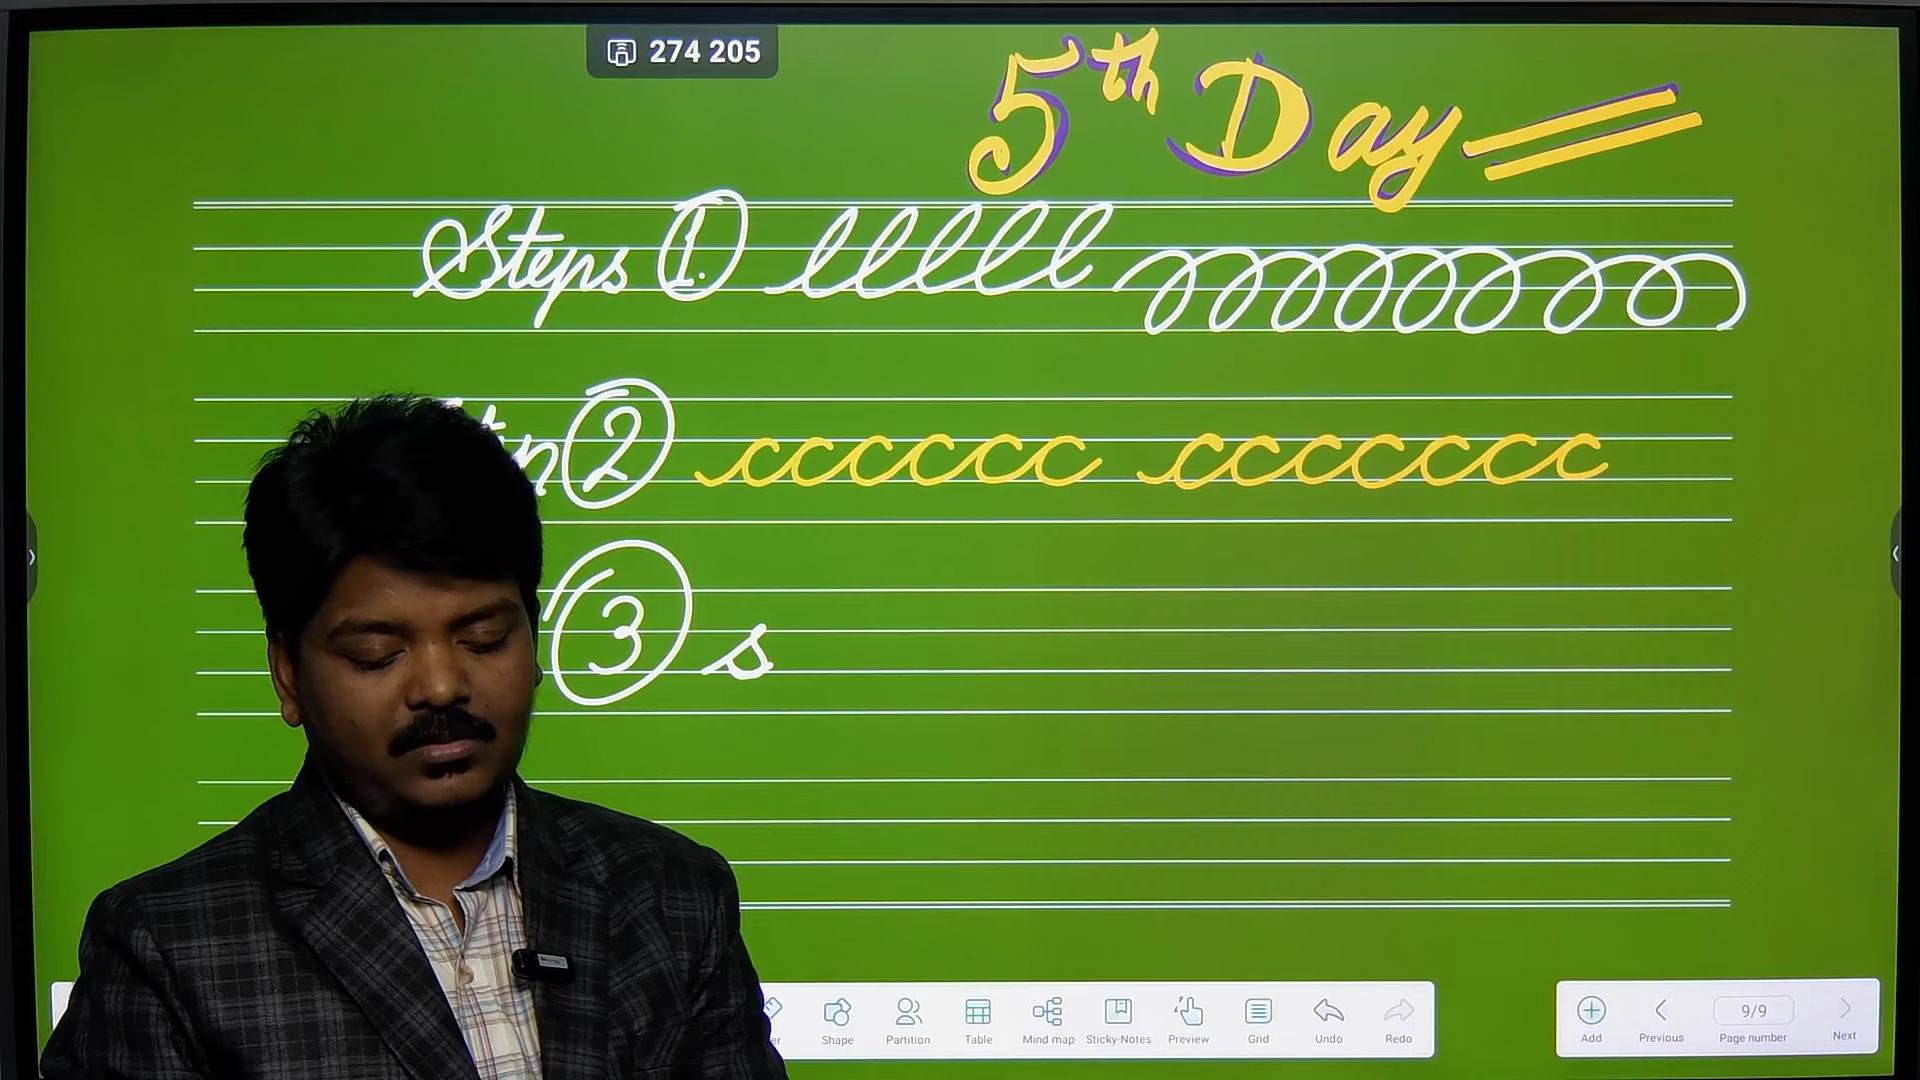 274 205
5th Day
Steps 1. lllll
2 cccccc ccccccc
3 s
Shape Partition Table Mind map Sticky-Notes Preview Grid Undo Redo
Add Previous 9/9 Page number Next